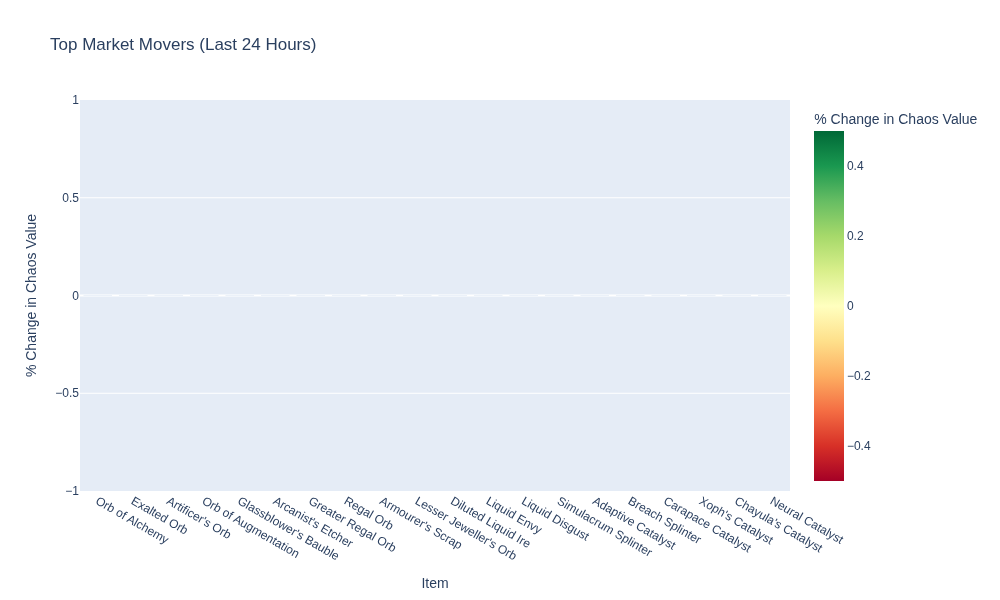 Top Market Movers (Last 24 Hours)
% Change in Chaos Value
1
0.5
0
−0.5
−1
% Change in Chaos Value
0.4
0.2
0
−0.2
−0.4
Orb of Alchemy
Exalted Orb
Artificer's Orb
Orb of Augmentation
Glassblower's Bauble
Arcanist's Etcher
Greater Regal Orb
Regal Orb
Armourer's Scrap
Lesser Jeweller's Orb
Diluted Liquid Ire
Liquid Envy
Liquid Disgust
Simulacrum Splinter
Adaptive Catalyst
Breach Splinter
Carapace Catalyst
Xoph's Catalyst
Chayula's Catalyst
Neural Catalyst
Item